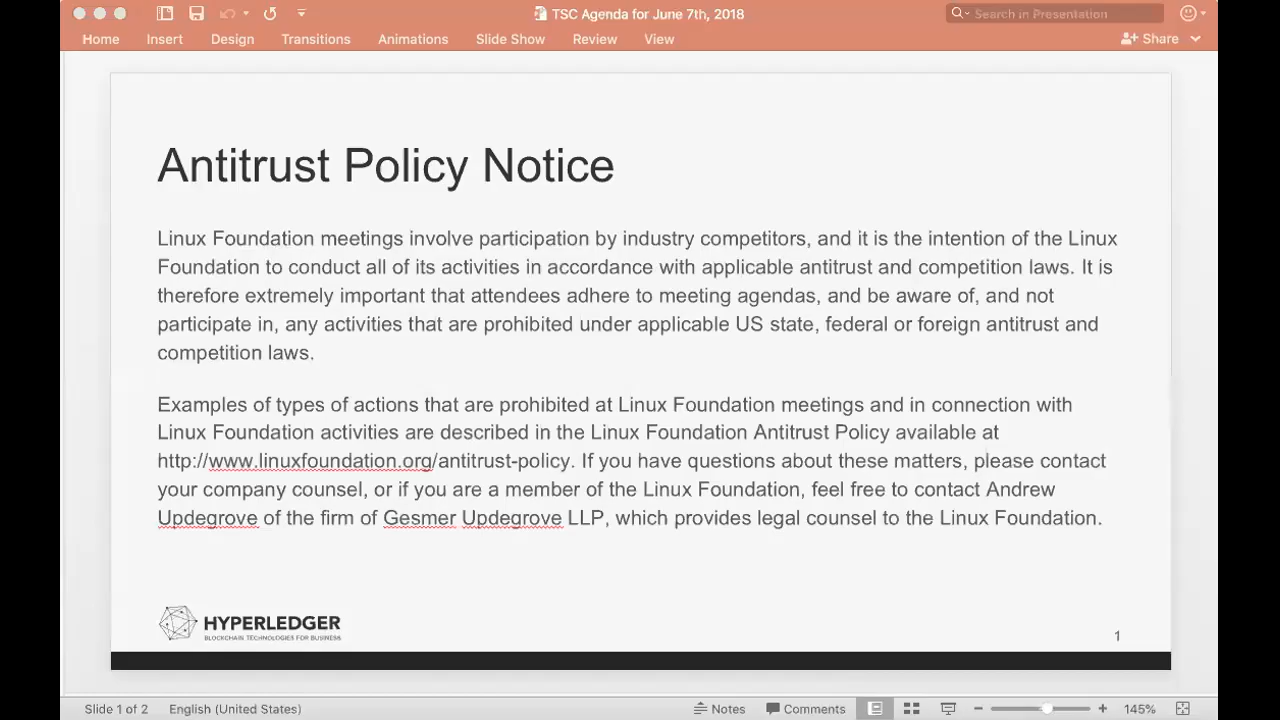 TSC Agenda for June 7th, 2018
Search in Presentation
Home Insert Design Transitions Animations Slide Show Review View Share
Antitrust Policy Notice
Linux Foundation meetings involve participation by industry competitors, and it is the intention of the Linux
Foundation to conduct all of its activities in accordance with applicable antitrust and competition laws. It is
therefore extremely important that attendees adhere to meeting agendas, and be aware of, and not
participate in, any activities that are prohibited under applicable US state, federal or foreign antitrust and
competition laws.
Examples of types of actions that are prohibited at Linux Foundation meetings and in connection with
Linux Foundation activities are described in the Linux Foundation Antitrust Policy available at
http://www.linuxfoundation.org/antitrust-policy. If you have questions about these matters, please contact
your company counsel, or if you are a member of the Linux Foundation, feel free to contact Andrew
Updegrove of the firm of Gesmer Updegrove LLP, which provides legal counsel to the Linux Foundation.
HYPERLEDGER
BLOCKCHAIN TECHNOLOGIES FOR BUSINESS
1
Slide 1 of 2 English (United States) Notes Comments 145%